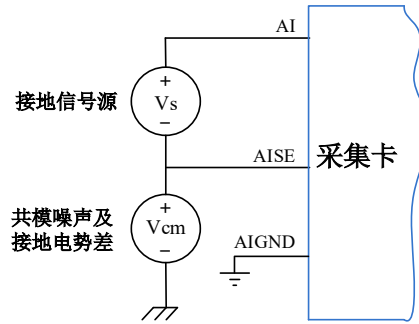 AI
+
接地信号源
Vs
−
AISE
采集卡
+
共模噪声及
接地电势差
Vcm
−
AIGND